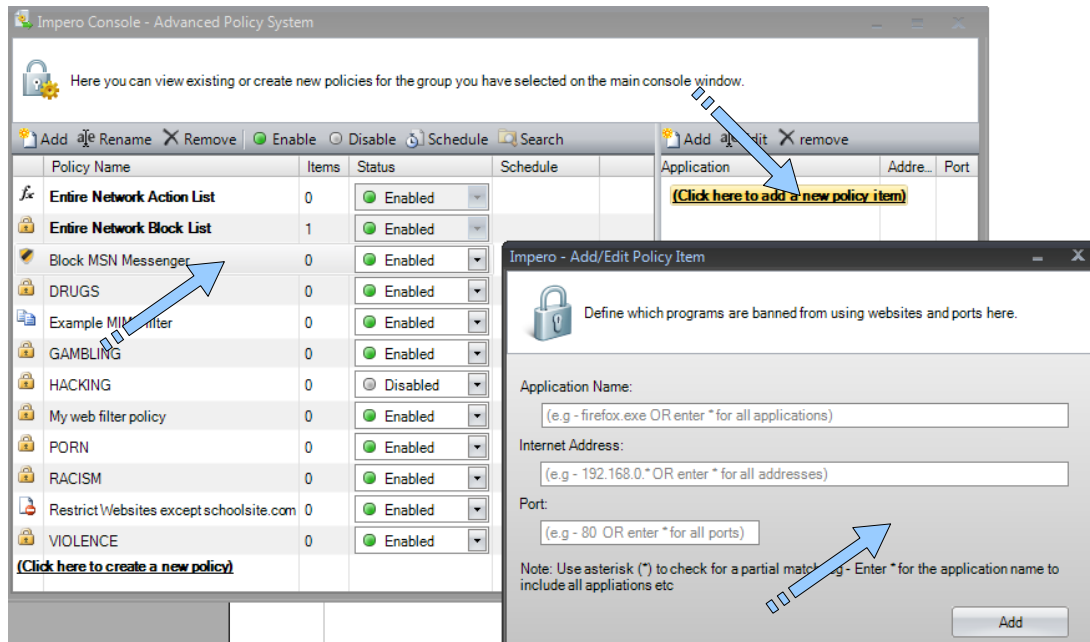 Impero Console - Advanced Policy System
Here you can view existing or create new policies for the group you have selected on the main console window.
Add Rename Remove Enable Disable Schedule Search
Add Edit remove
Policy Name Items Status Schedule
Application Addre... Port
(Click here to add a new policy item)
Entire Network Action List 0 Enabled
Entire Network Block List 1 Enabled
Block MSN Messenger 0 Enabled
DRUGS 0 Enabled
Example MIME filter 0 Enabled
GAMBLING 0 Enabled
HACKING 0 Disabled
My web filter policy 0 Enabled
PORN 0 Enabled
RACISM 0 Enabled
Restrict Websites except schoolsite.com 0 Enabled
VIOLENCE 0 Enabled
(Click here to create a new policy)
Impero - Add/Edit Policy Item
Define which programs are banned from using websites and ports here.
Application Name:
(e.g - firefox.exe OR enter * for all applications)
Internet Address:
(e.g - 192.168.0.* OR enter * for all addresses)
Port:
(e.g - 80 OR enter * for all ports)
Note: Use asterisk (*) to check for a partial match - Enter * for the application name to
include all appliations etc
Add